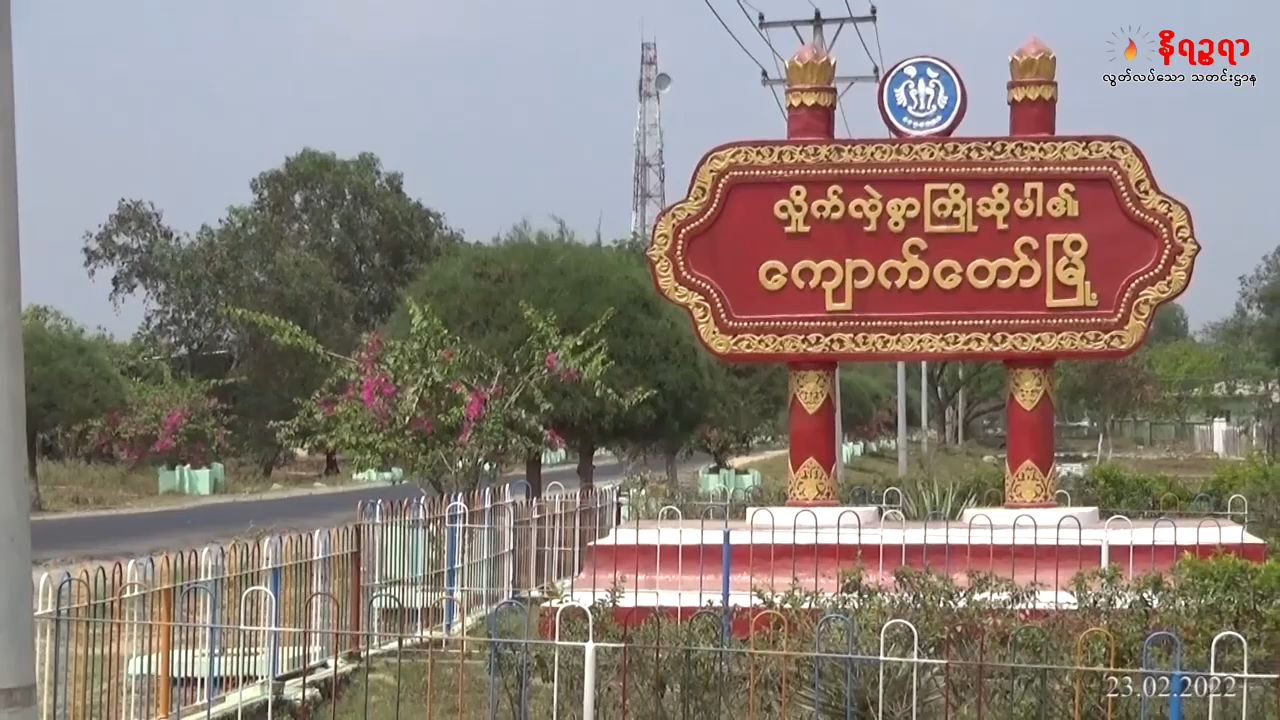 နိရဉ္စရာ
လွတ်လပ်သော သတင်းဌာန
လှိုက်လှဲစွာကြိုဆိုပါ၏
ကျောက်တော်မြို့
23.02.2022